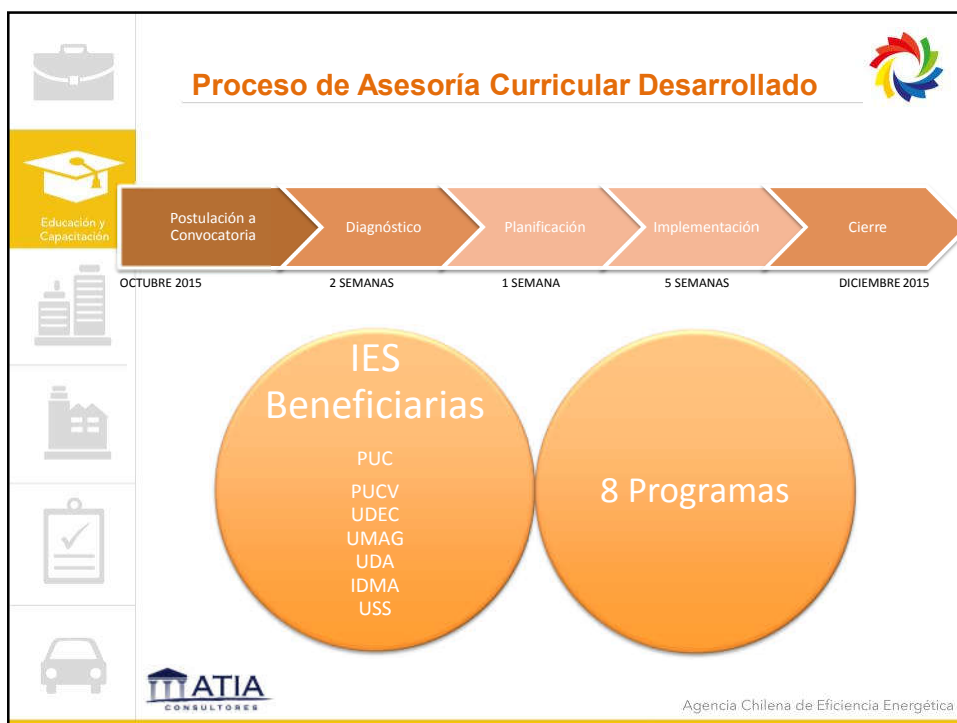 Proceso de Asesoría Curricular Desarrollado
Educación y
Capacitación
Postulación a
Convocatoria
Diagnóstico
Planificación
Implementación
Cierre
OCTUBRE 2015
2 SEMANAS
1 SEMANA
5 SEMANAS
DICIEMBRE 2015
IES
Beneficiarias
PUC
PUCV
UDEC
UMAG
UDA
IDMA
USS
8 Programas
ATIA
CONSULTORES
Agencia Chilena de Eficiencia Energética